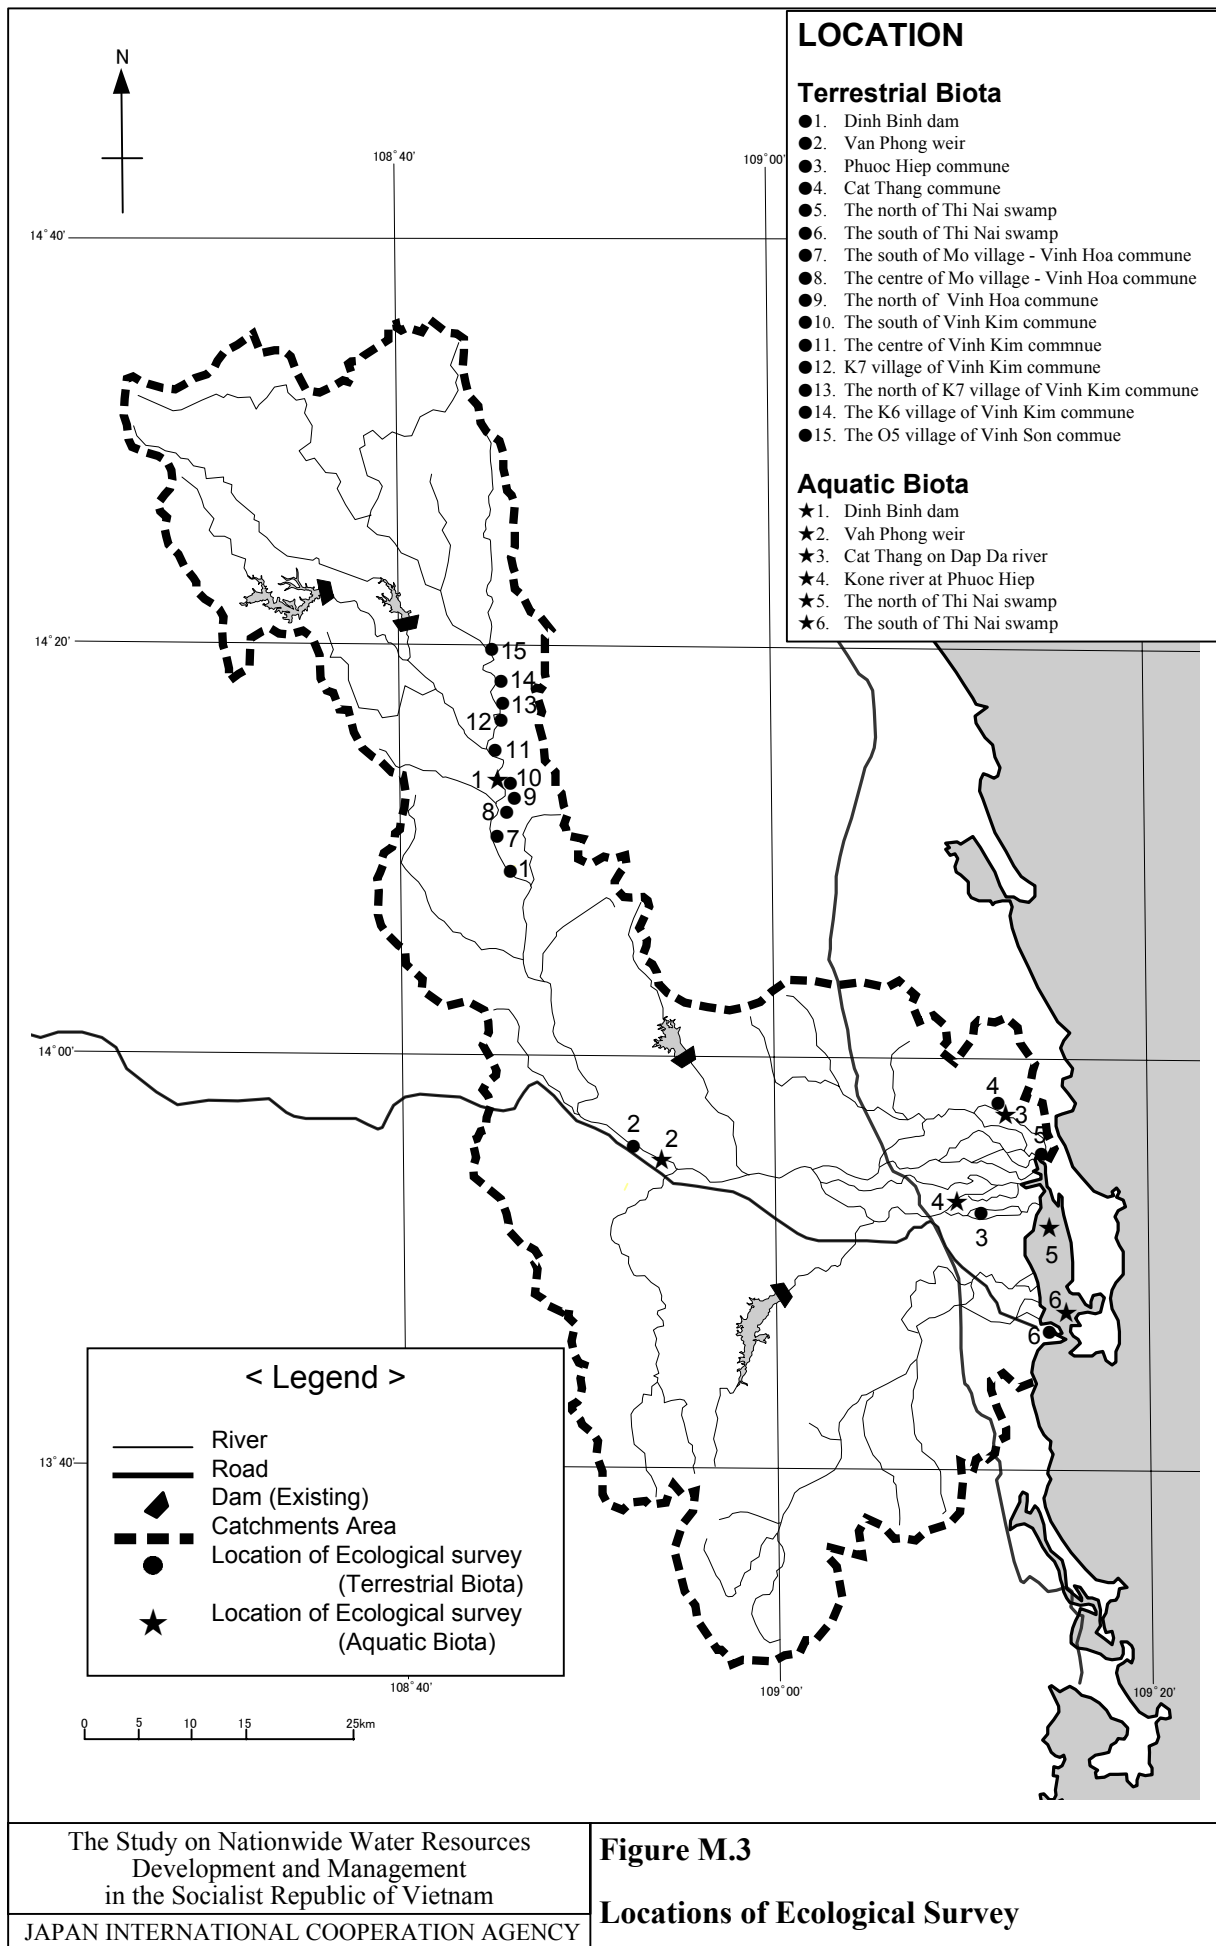 LOCATION
Terrestrial Biota
●1. Dinh Binh dam
●2. Van Phong weir
●3. Phuoc Hiep commune
●4. Cat Thang commune
●5. The north of Thi Nai swamp
●6. The south of Thi Nai swamp
●7. The south of Mo village - Vinh Hoa commune
●8. The centre of Mo village - Vinh Hoa commune
●9. The north of Vinh Hoa commune
●10. The south of Vinh Kim commune
●11. The centre of Vinh Kim commnue
●12. K7 village of Vinh Kim commune
●13. The north of K7 village of Vinh Kim commune
●14. The K6 village of Vinh Kim commune
●15. The O5 village of Vinh Son commue
Aquatic Biota
★1. Dinh Binh dam
★2. Vah Phong weir
★3. Cat Thang on Dap Da river
★4. Kone river at Phuoc Hiep
★5. The north of Thi Nai swamp
★6. The south of Thi Nai swamp
N
108°40'
109°00'
14°40'
14°20'
15
14
13
12
11
1
10
9
8
7
1
14°00'
4
3
2
2
5
4
3
5
6
6
13°40'
< Legend >
River
Road
Dam (Existing)
Catchments Area
Location of Ecological survey
(Terrestrial Biota)
Location of Ecological survey
(Aquatic Biota)
108°40'
109°00'
109°20'
0 5 10 15 25km
The Study on Nationwide Water Resources
Development and Management
in the Socialist Republic of Vietnam
JAPAN INTERNATIONAL COOPERATION AGENCY
Figure M.3
Locations of Ecological Survey